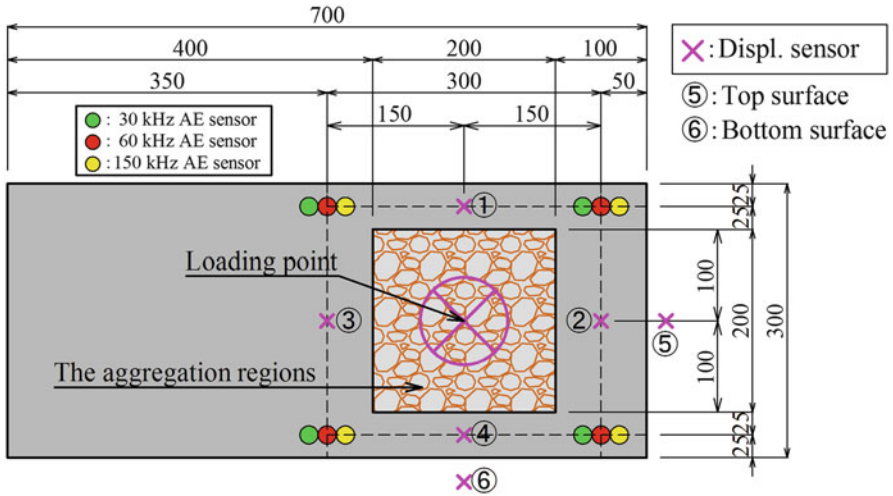 700
400 200 100
350 300 50
150 150
: Displ. sensor
⑤: Top surface
⑥: Bottom surface
: 30 kHz AE sensor
: 60 kHz AE sensor
: 150 kHz AE sensor
①
25
25
Loading point
100
③
②
⑤
200
300
The aggregation regions
100
④
25
25
⑥